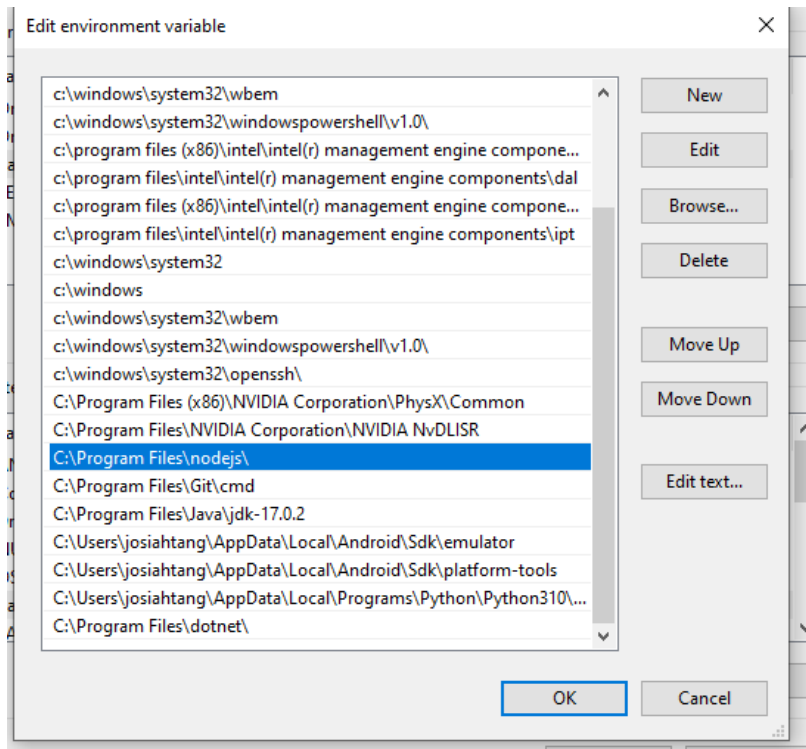 Edit environment variable
c:\windows\system32\wbem
c:\windows\system32\windowspowershell\v1.0\
c:\program files (x86)\intel\intel(r) management engine compone...
c:\program files\intel\intel(r) management engine components\dal
c:\program files (x86)\intel\intel(r) management engine compone...
c:\program files\intel\intel(r) management engine components\ipt
c:\windows\system32
c:\windows
c:\windows\system32\wbem
c:\windows\system32\windowspowershell\v1.0\
c:\windows\system32\openssh\
C:\Program Files (x86)\NVIDIA Corporation\PhysX\Common
C:\Program Files\NVIDIA Corporation\NVIDIA NvDLISR
C:\Program Files\nodejs\
C:\Program Files\Git\cmd
C:\Program Files\Java\jdk-17.0.2
C:\Users\josiahtang\AppData\Local\Android\Sdk\emulator
C:\Users\josiahtang\AppData\Local\Android\Sdk\platform-tools
C:\Users\josiahtang\AppData\Local\Programs\Python\Python310\...
C:\Program Files\dotnet\
New
Edit
Browse...
Delete
Move Up
Move Down
Edit text...
OK
Cancel